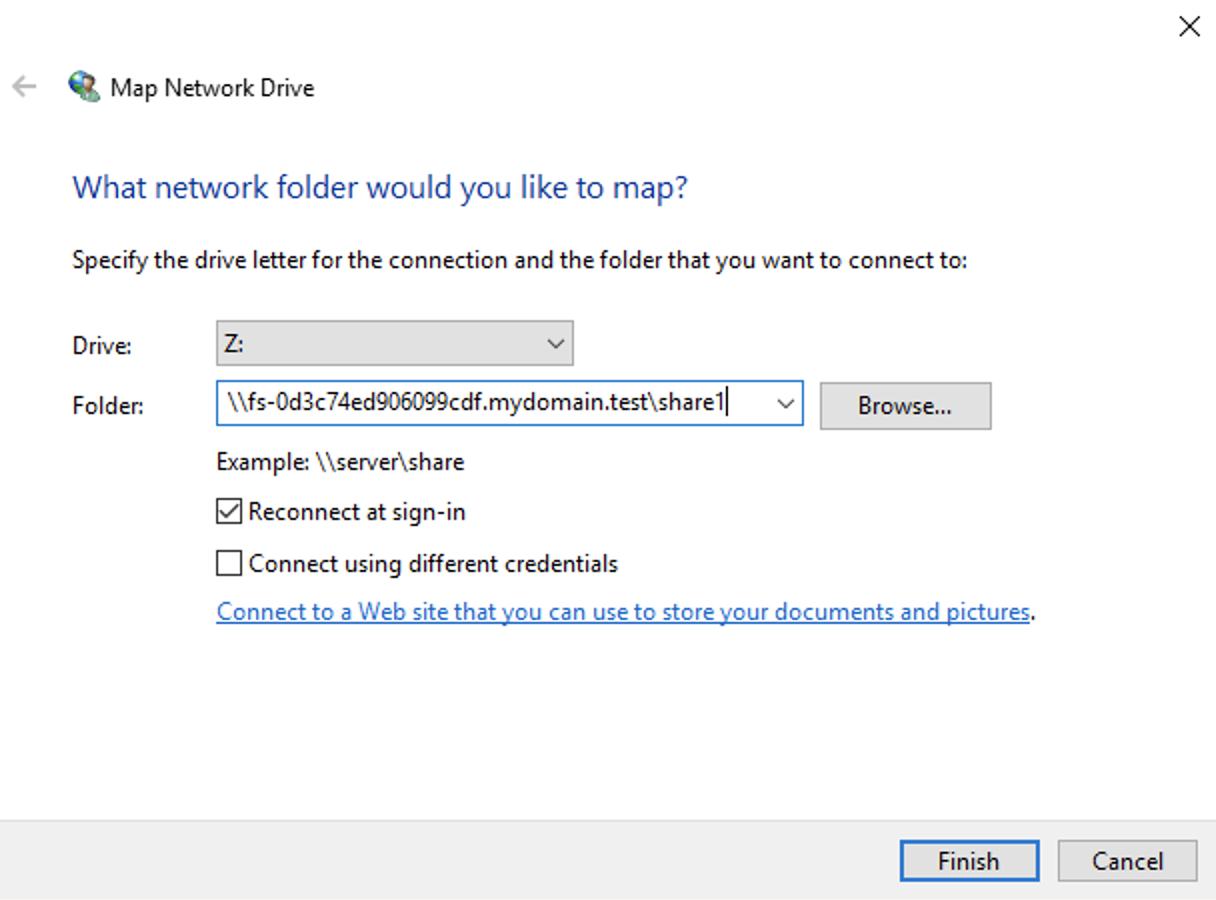 Map Network Drive
What network folder would you like to map?
Specify the drive letter for the connection and the folder that you want to connect to:
Drive: Z:
Folder: \\fs-0d3c74ed906099cdf.mydomain.test\share1 Browse...
Example: \\server\share
Reconnect at sign-in
Connect using different credentials
Connect to a Web site that you can use to store your documents and pictures.
Finish Cancel